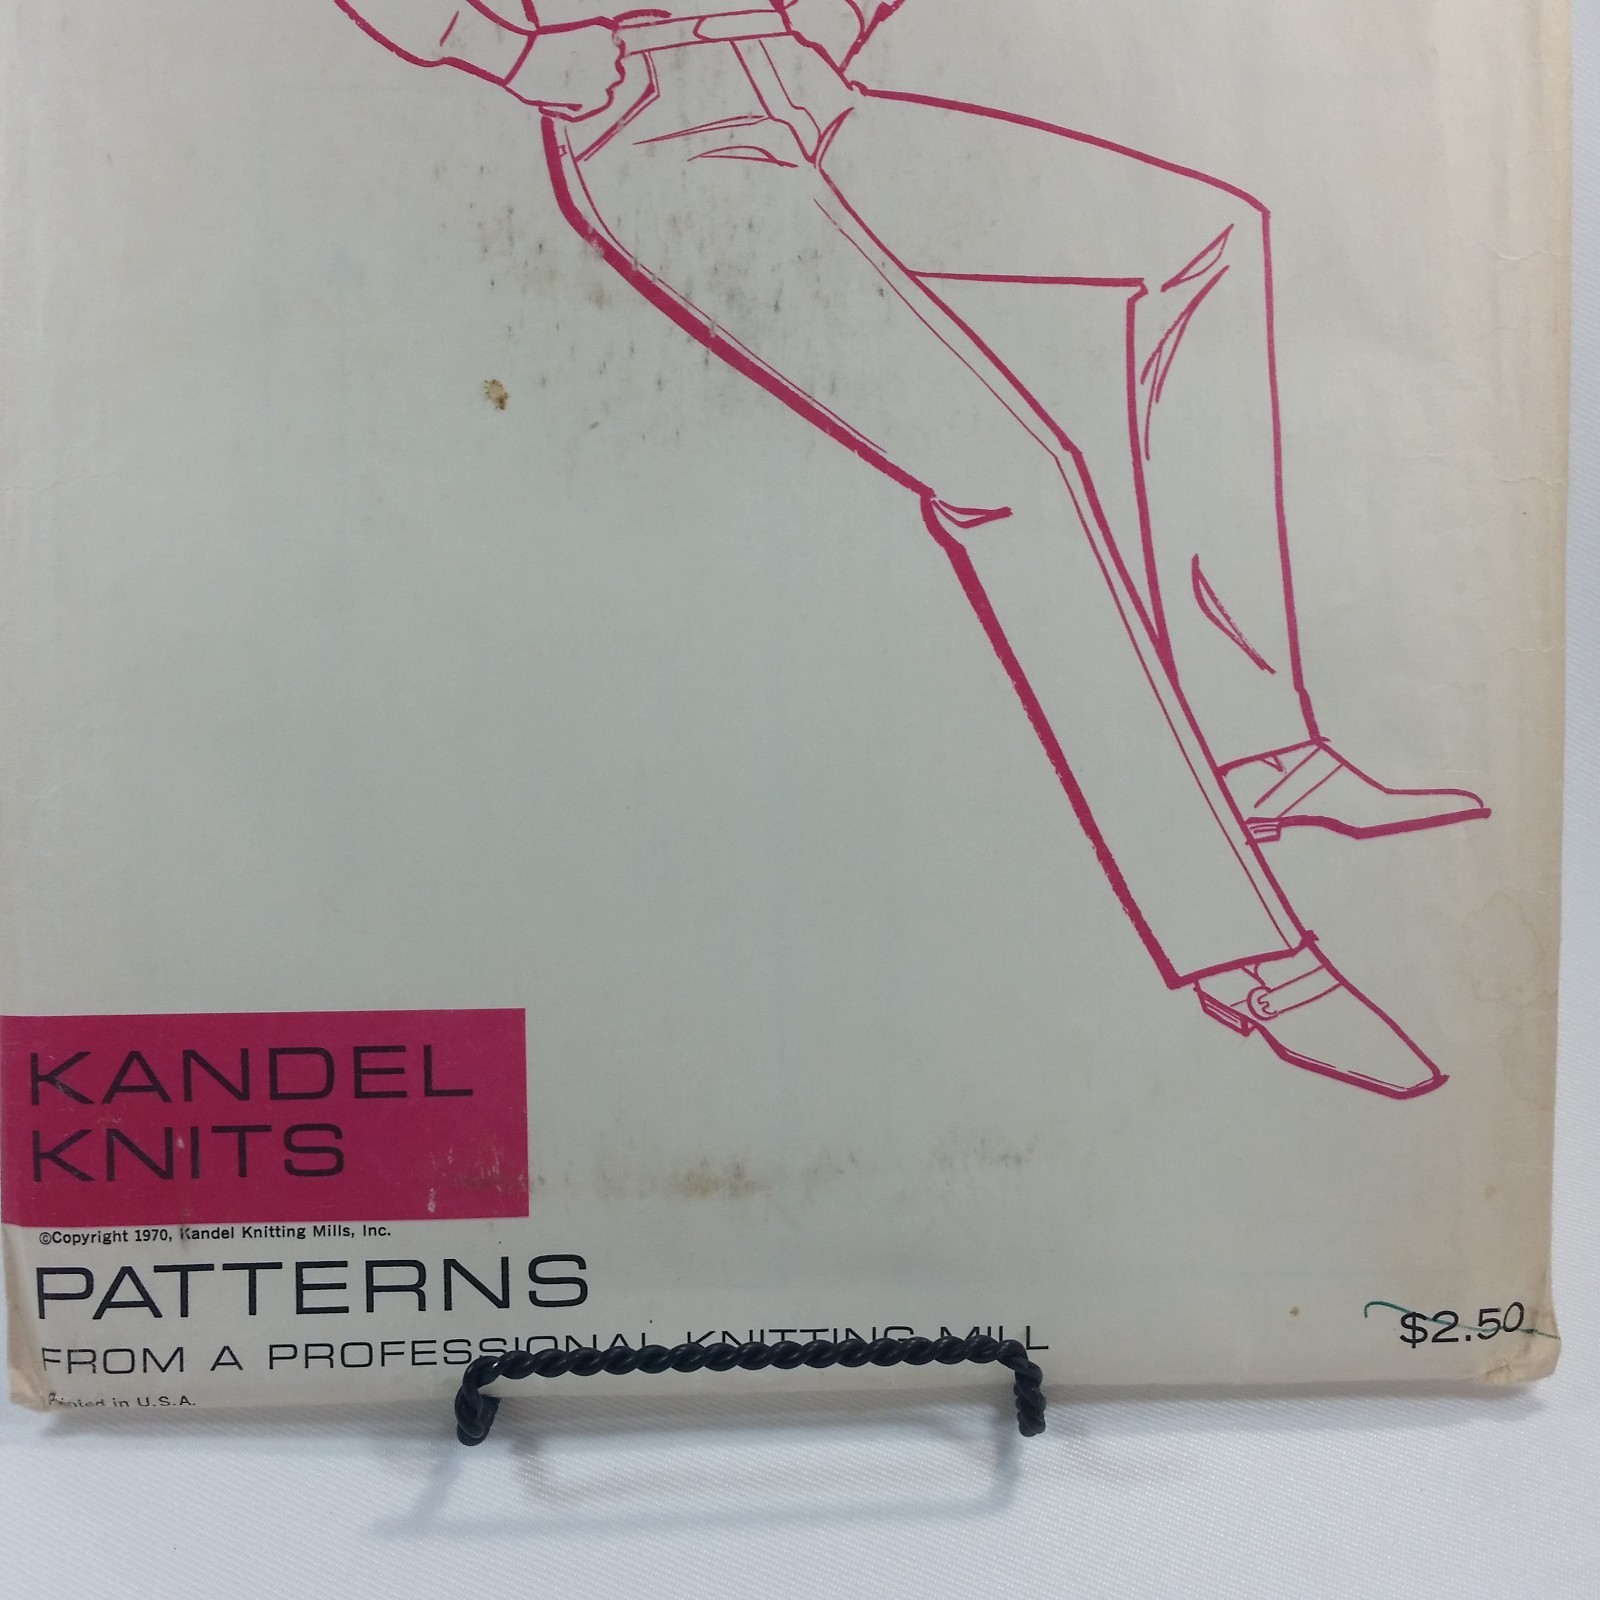 KANDEL
KNITS
©Copyright 1970, Kandel Knitting Mills, Inc.
PATTERNS
FROM A PROFESSIONAL KNITTING MILL
$2.50
Printed in U.S.A.